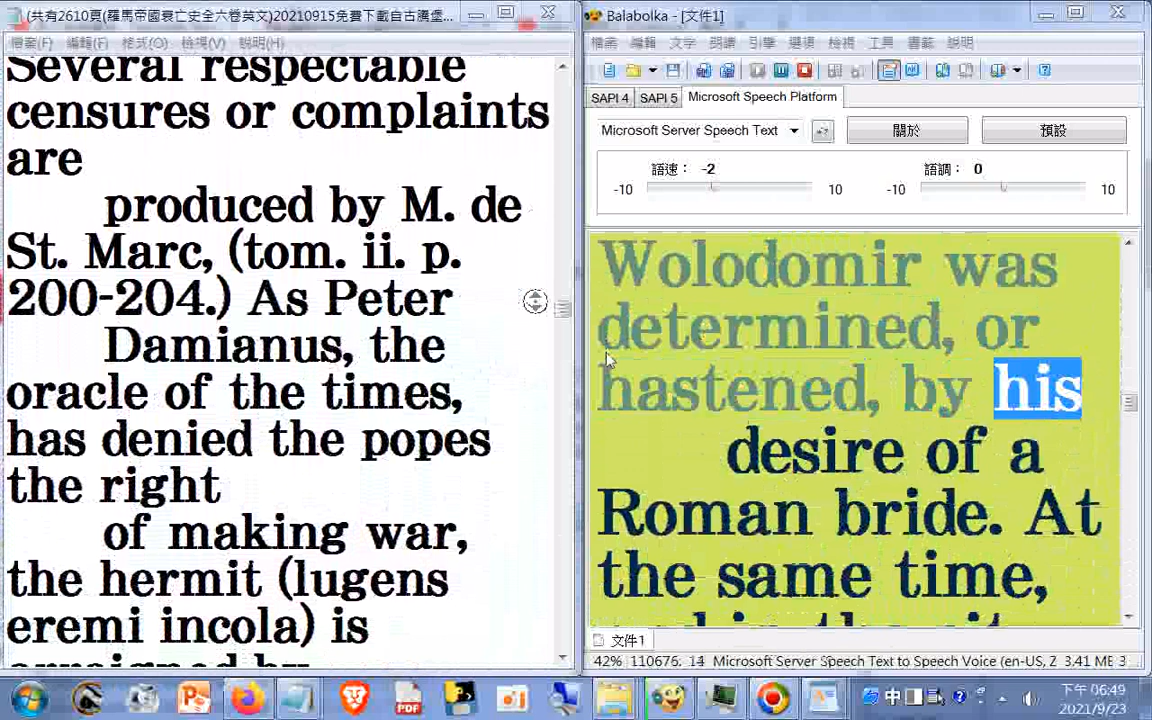 (共有2610頁(羅馬帝國衰亡史全六卷英文)20210915免費下載自古騰堡...
檔案(F) 編輯(E) 格式(O) 檢視(V) 說明(H)
Several respectable
censures or complaints
are
produced by M. de
St. Marc, (tom. ii. p.
200-204.) As Peter
Damianus, the
oracle of the times,
has denied the popes
the right
of making war,
the hermit (lugens
eremi incola) is
arraigned by
Balabolka - [文件1]
檔案 編輯 文字 朗讀 引擎 選項 檢視 工具 書籤 說明
SAPI 4 SAPI 5 Microsoft Speech Platform
Microsoft Server Speech Text 關於 預設
語速： -2 語調： 0
-10 10 -10 10
Wolodomir was
determined, or
hastened, by his
desire of a
Roman bride. At
the same time,
文件1
42% 110676: 14 Microsoft Server Speech Text to Speech Voice (en-US, Z 3.41 MB 3
中 下午 06:49
2021/9/23